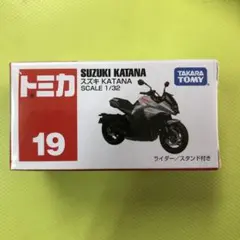 トミカ
19
SUZUKI KATANA
スズキ KATANA
SCALE 1/32
TAKARA
TOMY
ライダー/スタンド付き